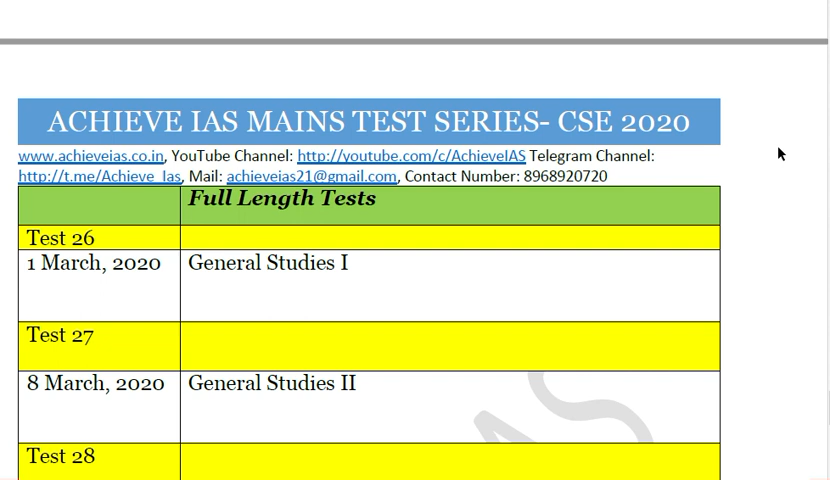 ACHIEVE IAS MAINS TEST SERIES- CSE 2020
www.achieveias.co.in, YouTube Channel: http://youtube.com/c/AchieveIAS Telegram Channel:
http://t.me/Achieve_Ias, Mail: achieveias21@gmail.com, Contact Number: 8968920720
Full Length Tests
Test 26
1 March, 2020 General Studies I
Test 27
8 March, 2020 General Studies II
Test 28